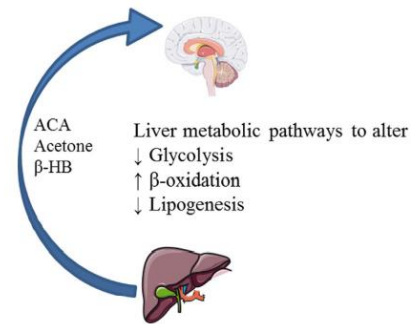 ACA
Acetone
β-HB
Liver metabolic pathways to alter
↓ Glycolysis
↑ β-oxidation
↓ Lipogenesis